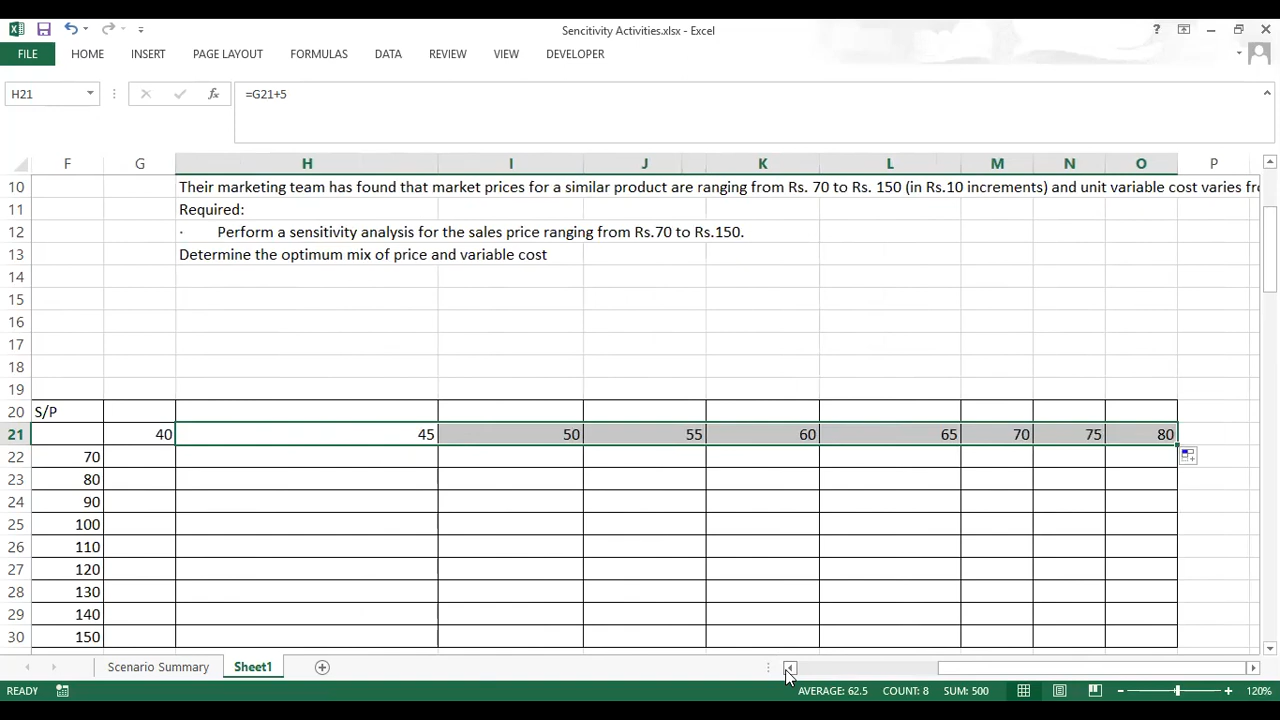 Sencitivity Activities.xlsx - Excel
FILE HOME INSERT PAGE LAYOUT FORMULAS DATA REVIEW VIEW DEVELOPER
H21 =G21+5
F G H I J K L M N O P
10 Their marketing team has found that market prices for a similar product are ranging from Rs. 70 to Rs. 150 (in Rs.10 increments) and unit variable cost varies fr
11 Required:
12 · Perform a sensitivity analysis for the sales price ranging from Rs.70 to Rs.150.
13 Determine the optimum mix of price and variable cost
14
15
16
17
18
19
20 S/P
21 40 45 50 55 60 65 70 75 80
22 70
23 80
24 90
25 100
26 110
27 120
28 130
29 140
30 150
Scenario Summary Sheet1
READY AVERAGE: 62.5 COUNT: 8 SUM: 500 120%